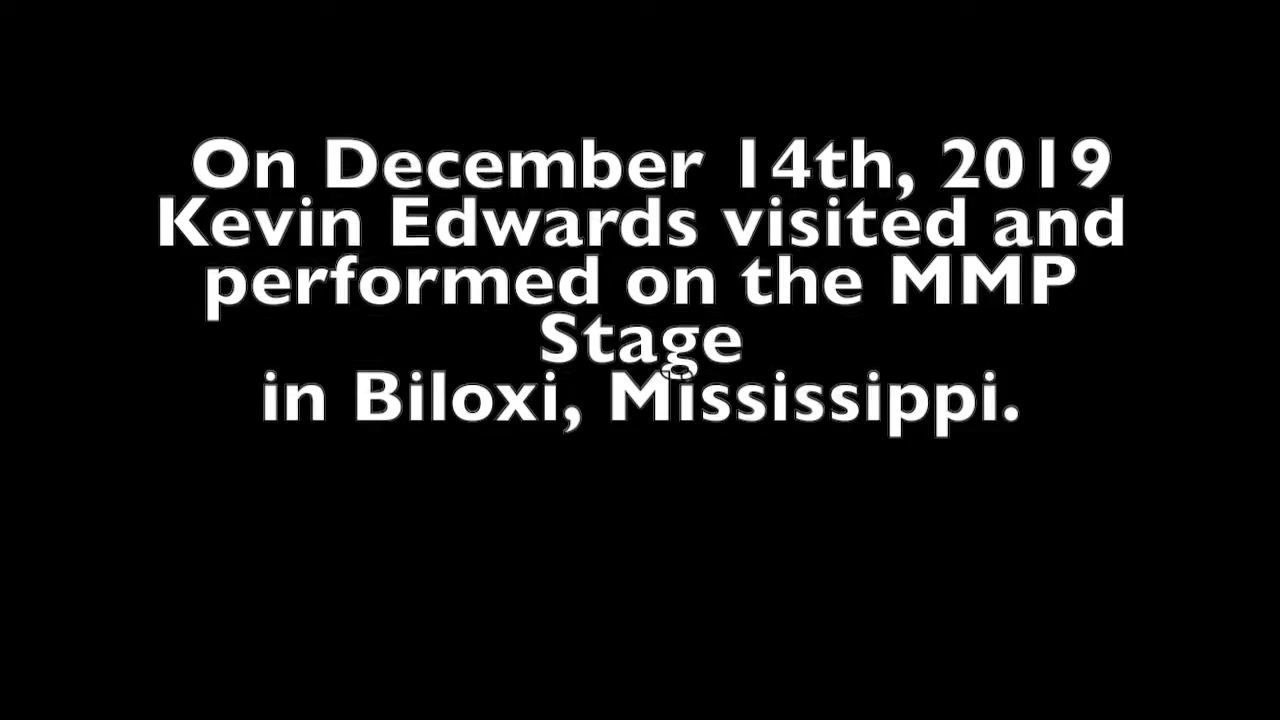 On December 14th, 2019
Kevin Edwards visited and
performed on the MMP
Stage
in Biloxi, Mississippi.